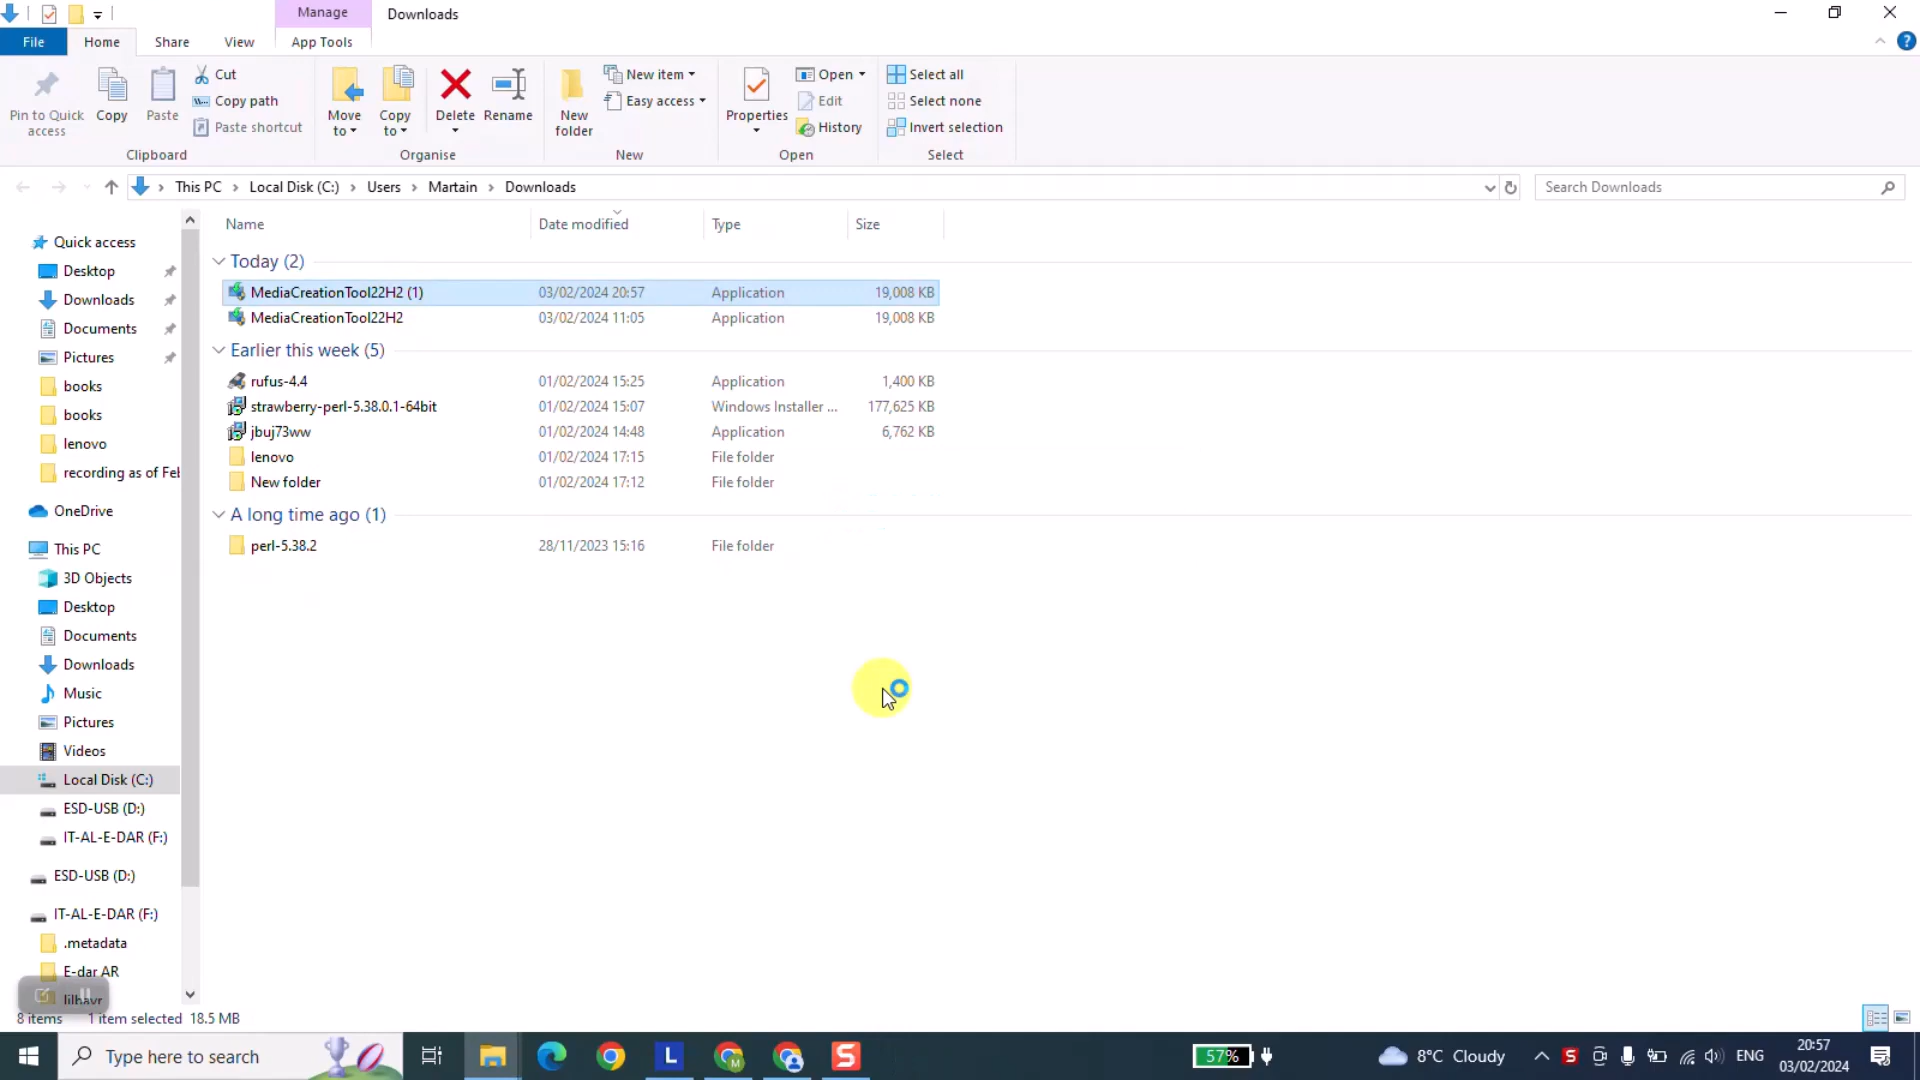 Manage
Downloads
File
Home
Share
View
App Tools
Pin to Quick access
Copy
Paste
Cut
Copy path
Paste shortcut
Clipboard
Move to
Copy to
Delete
Rename
Organise
New folder
New item
Easy access
New
Properties
Open
Edit
History
Open
Select all
Select none
Invert selection
Select
This PC
Local Disk (C:)
Users
Martain
Downloads
Search Downloads
Name
Date modified
Type
Size
Quick access
Desktop
Downloads
Documents
Pictures
books
books
lenovo
recording as of Feb
OneDrive
This PC
3D Objects
Desktop
Documents
Downloads
Music
Pictures
Videos
Local Disk (C:)
ESD-USB (D:)
IT-AL-E-DAR (F:)
ESD-USB (D:)
IT-AL-E-DAR (F:)
.metadata
E-dar AR
Today (2)
MediaCreationTool22H2 (1) 03/02/2024 20:57 Application 19,008 KB
MediaCreationTool22H2 03/02/2024 11:05 Application 19,008 KB
Earlier this week (5)
rufus-4.4 01/02/2024 15:25 Application 1,400 KB
strawberry-perl-5.38.0.1-64bit 01/02/2024 15:07 Windows Installer ... 177,625 KB
jbuj73ww 01/02/2024 14:48 Application 6,762 KB
lenovo 01/02/2024 17:15 File folder
New folder 01/02/2024 17:12 File folder
A long time ago (1)
perl-5.38.2 28/11/2023 15:16 File folder
8 items 1 item selected 18.5 MB
Type here to search
L
M
S
57%
8°C Cloudy
S
ENG
20:57
03/02/2024